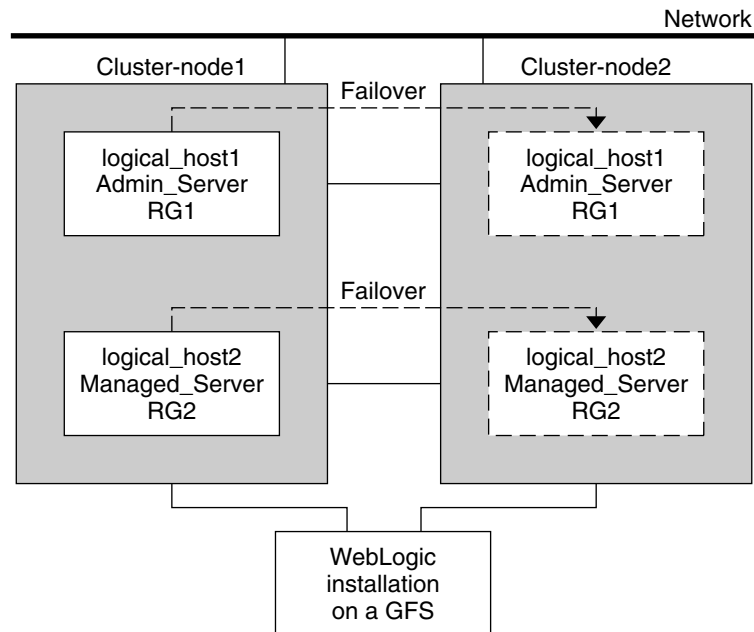 Network
Cluster-node1
Cluster-node2
Failover
logical_host1
Admin_Server
RG1
logical_host1
Admin_Server
RG1
Failover
logical_host2
Managed_Server
RG2
logical_host2
Managed_Server
RG2
WebLogic
installation
on a GFS